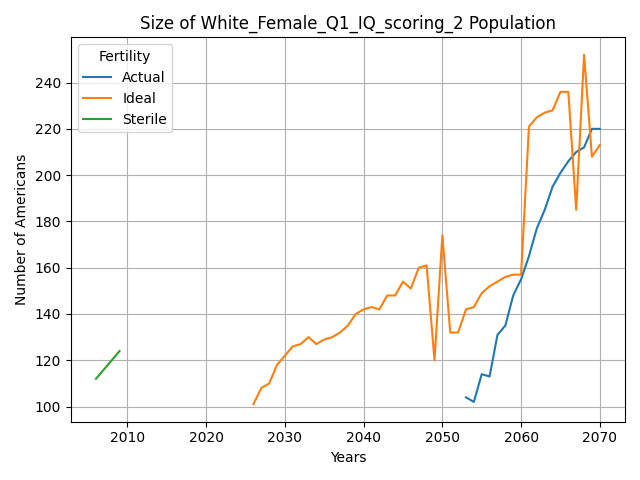 Size of White_Female_Q1_IQ_scoring_2 Population
Fertility
Actual
Ideal
Sterile
Number of Americans
240
220
200
180
160
140
120
100
2010
2020
2030
2040
2050
2060
2070
Years